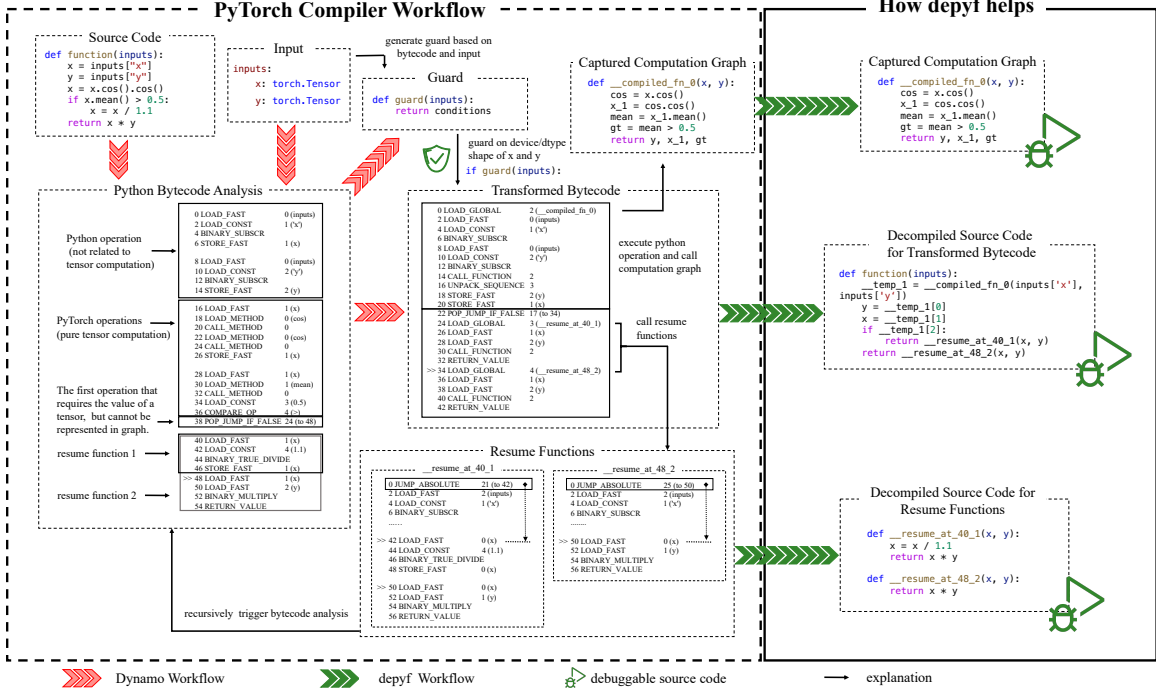 PyTorch Compiler Workflow
How depyf helps
Source Code
def function(inputs):
x = inputs["x"]
y = inputs["y"]
x = x.cos().cos()
if x.mean() > 0.5:
x = x / 1.1
return x * y
Input
inputs:
x: torch.Tensor
y: torch.Tensor
generate guard based on
bytecode and input
Guard
def guard(inputs):
return conditions
guard on device/dtype
shape of x and y
if guard(inputs):
Captured Computation Graph
def __compiled_fn_0(x, y):
cos = x.cos()
x_1 = cos.cos()
mean = x_1.mean()
gt = mean > 0.5
return y, x_1, gt
Captured Computation Graph
def __compiled_fn_0(x, y):
cos = x.cos()
x_1 = cos.cos()
mean = x_1.mean()
gt = mean > 0.5
return y, x_1, gt
Python Bytecode Analysis
Python operation
(not related to
tensor computation)
PyTorch operations
(pure tensor computation)
The first operation that
requires the value of a
tensor, but cannot be
represented in graph.
resume function 1
resume function 2
0 LOAD_FAST 0 (inputs)
2 LOAD_CONST 1 ('x')
4 BINARY_SUBSCR
6 STORE_FAST 1 (x)
8 LOAD_FAST 0 (inputs)
10 LOAD_CONST 2 ('y')
12 BINARY_SUBSCR
14 STORE_FAST 2 (y)
16 LOAD_FAST 1 (x)
18 LOAD_METHOD 0 (cos)
20 CALL_METHOD 0
22 LOAD_METHOD 0 (cos)
24 CALL_METHOD 0
26 STORE_FAST 1 (x)
28 LOAD_FAST 1 (x)
30 LOAD_METHOD 1 (mean)
32 CALL_METHOD 0
34 LOAD_CONST 3 (0.5)
36 COMPARE_OP 4 (>)
38 POP_JUMP_IF_FALSE 24 (to 48)
40 LOAD_FAST 1 (x)
42 LOAD_CONST 4 (1.1)
44 BINARY_TRUE_DIVIDE
46 STORE_FAST 1 (x)
>> 48 LOAD_FAST 1 (x)
50 LOAD_FAST 2 (y)
52 BINARY_MULTIPLY
54 RETURN_VALUE
Transformed Bytecode
0 LOAD_GLOBAL 2 (__compiled_fn_0)
2 LOAD_FAST 0 (inputs)
4 LOAD_CONST 1 ('x')
6 BINARY_SUBSCR
8 LOAD_FAST 0 (inputs)
10 LOAD_CONST 2 ('y')
12 BINARY_SUBSCR
14 CALL_FUNCTION 2
16 UNPACK_SEQUENCE 3
18 STORE_FAST 2 (y)
20 STORE_FAST 1 (x)
22 POP_JUMP_IF_FALSE 17 (to 34)
24 LOAD_GLOBAL 3 (__resume_at_40_1)
26 LOAD_FAST 1 (x)
28 LOAD_FAST 2 (y)
30 CALL_FUNCTION 2
32 RETURN_VALUE
>> 34 LOAD_GLOBAL 4 (__resume_at_48_2)
36 LOAD_FAST 1 (x)
38 LOAD_FAST 2 (y)
40 CALL_FUNCTION 2
42 RETURN_VALUE
execute python
operation and call
computation graph
call resume
functions
Decompiled Source Code
for Transformed Bytecode
def function(inputs):
__temp_1 = __compiled_fn_0(inputs['x'],
inputs['y'])
y = __temp_1[0]
x = __temp_1[1]
if __temp_1[2]:
return __resume_at_40_1(x, y)
return __resume_at_48_2(x, y)
Resume Functions
__resume_at_40_1
0 JUMP_ABSOLUTE 21 (to 42)
2 LOAD_FAST 2 (inputs)
4 LOAD_CONST 1 ('x')
6 BINARY_SUBSCR
......
>> 42 LOAD_FAST 0 (x)
44 LOAD_CONST 4 (1.1)
46 BINARY_TRUE_DIVIDE
48 STORE_FAST 0 (x)
>> 50 LOAD_FAST 0 (x)
52 LOAD_FAST 1 (y)
54 BINARY_MULTIPLY
56 RETURN_VALUE
__resume_at_48_2
0 JUMP_ABSOLUTE 25 (to 50)
2 LOAD_FAST 2 (inputs)
4 LOAD_CONST 1 ('x')
6 BINARY_SUBSCR
........
>> 50 LOAD_FAST 0 (x)
52 LOAD_FAST 1 (y)
54 BINARY_MULTIPLY
56 RETURN_VALUE
recursively trigger bytecode analysis
Decompiled Source Code for
Resume Functions
def __resume_at_40_1(x, y):
x = x / 1.1
return x * y
def __resume_at_48_2(x, y):
return x * y
Dynamo Workflow
depyf Workflow
debuggable source code
explanation